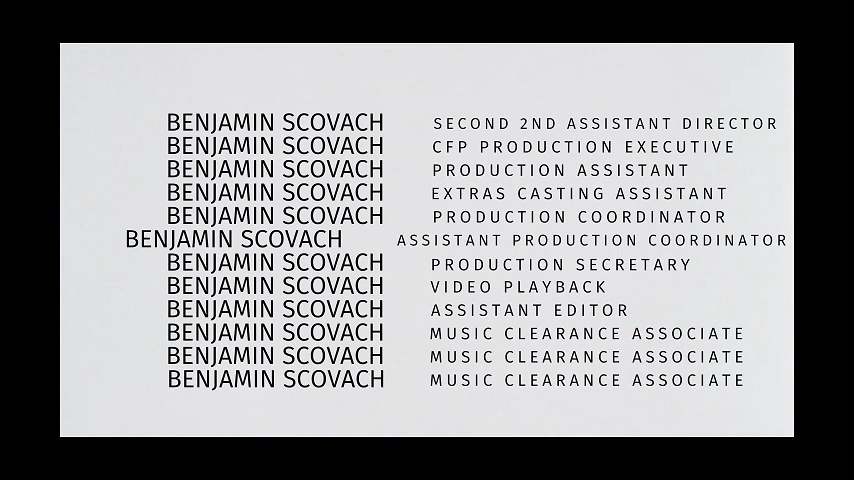 BENJAMIN SCOVACH SECOND 2ND ASSISTANT DIRECTOR
BENJAMIN SCOVACH CFP PRODUCTION EXECUTIVE
BENJAMIN SCOVACH PRODUCTION ASSISTANT
BENJAMIN SCOVACH EXTRAS CASTING ASSISTANT
BENJAMIN SCOVACH PRODUCTION COORDINATOR
BENJAMIN SCOVACH ASSISTANT PRODUCTION COORDINATOR
BENJAMIN SCOVACH PRODUCTION SECRETARY
BENJAMIN SCOVACH VIDEO PLAYBACK
BENJAMIN SCOVACH ASSISTANT EDITOR
BENJAMIN SCOVACH MUSIC CLEARANCE ASSOCIATE
BENJAMIN SCOVACH MUSIC CLEARANCE ASSOCIATE
BENJAMIN SCOVACH MUSIC CLEARANCE ASSOCIATE